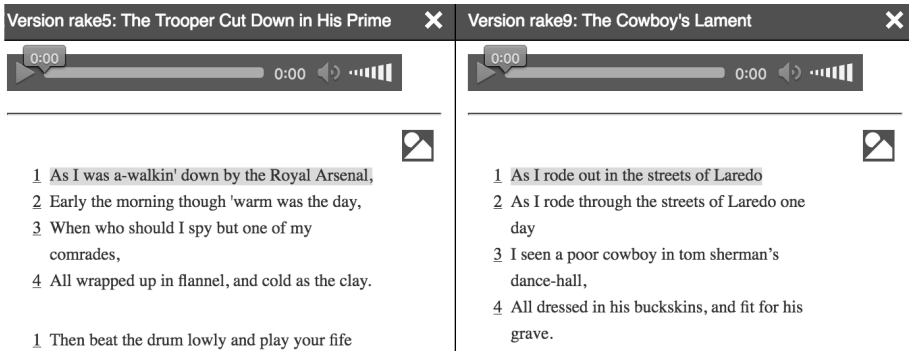 Version rake5: The Trooper Cut Down in His Prime
0:00
0:00
1 As I was a-walkin' down by the Royal Arsenal,
2 Early the morning though 'warm was the day,
3 When who should I spy but one of my
comrades,
4 All wrapped up in flannel, and cold as the clay.
1 Then beat the drum lowly and play your fife
Version rake9: The Cowboy's Lament
0:00
0:00
1 As I rode out in the streets of Laredo
2 As I rode through the streets of Laredo one
day
3 I seen a poor cowboy in tom sherman’s
dance-hall,
4 All dressed in his buckskins, and fit for his
grave.